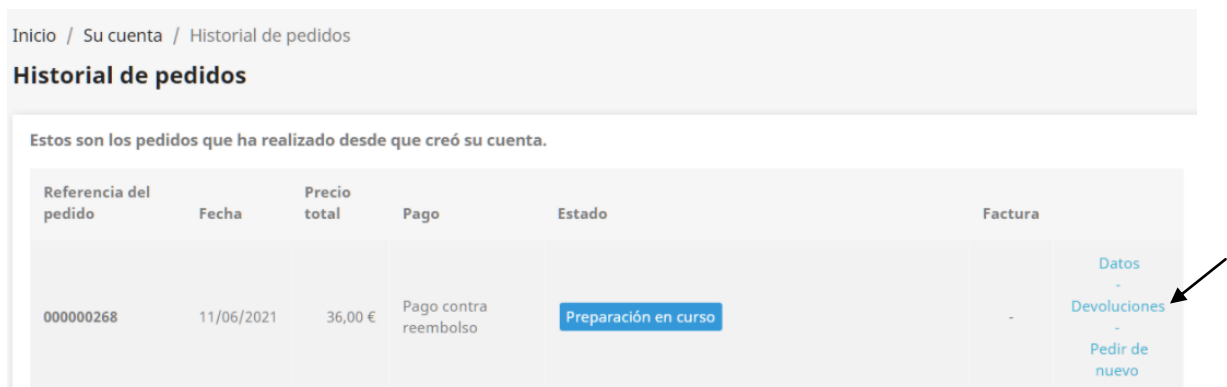 Inicio / Su cuenta / Historial de pedidos
Historial de pedidos
Estos son los pedidos que ha realizado desde que creó su cuenta.
Referencia del pedido Fecha Precio total Pago Estado Factura
000000268 11/06/2021 36,00 € Pago contra reembolso Preparación en curso -
Datos
-
Devoluciones
-
Pedir de
nuevo